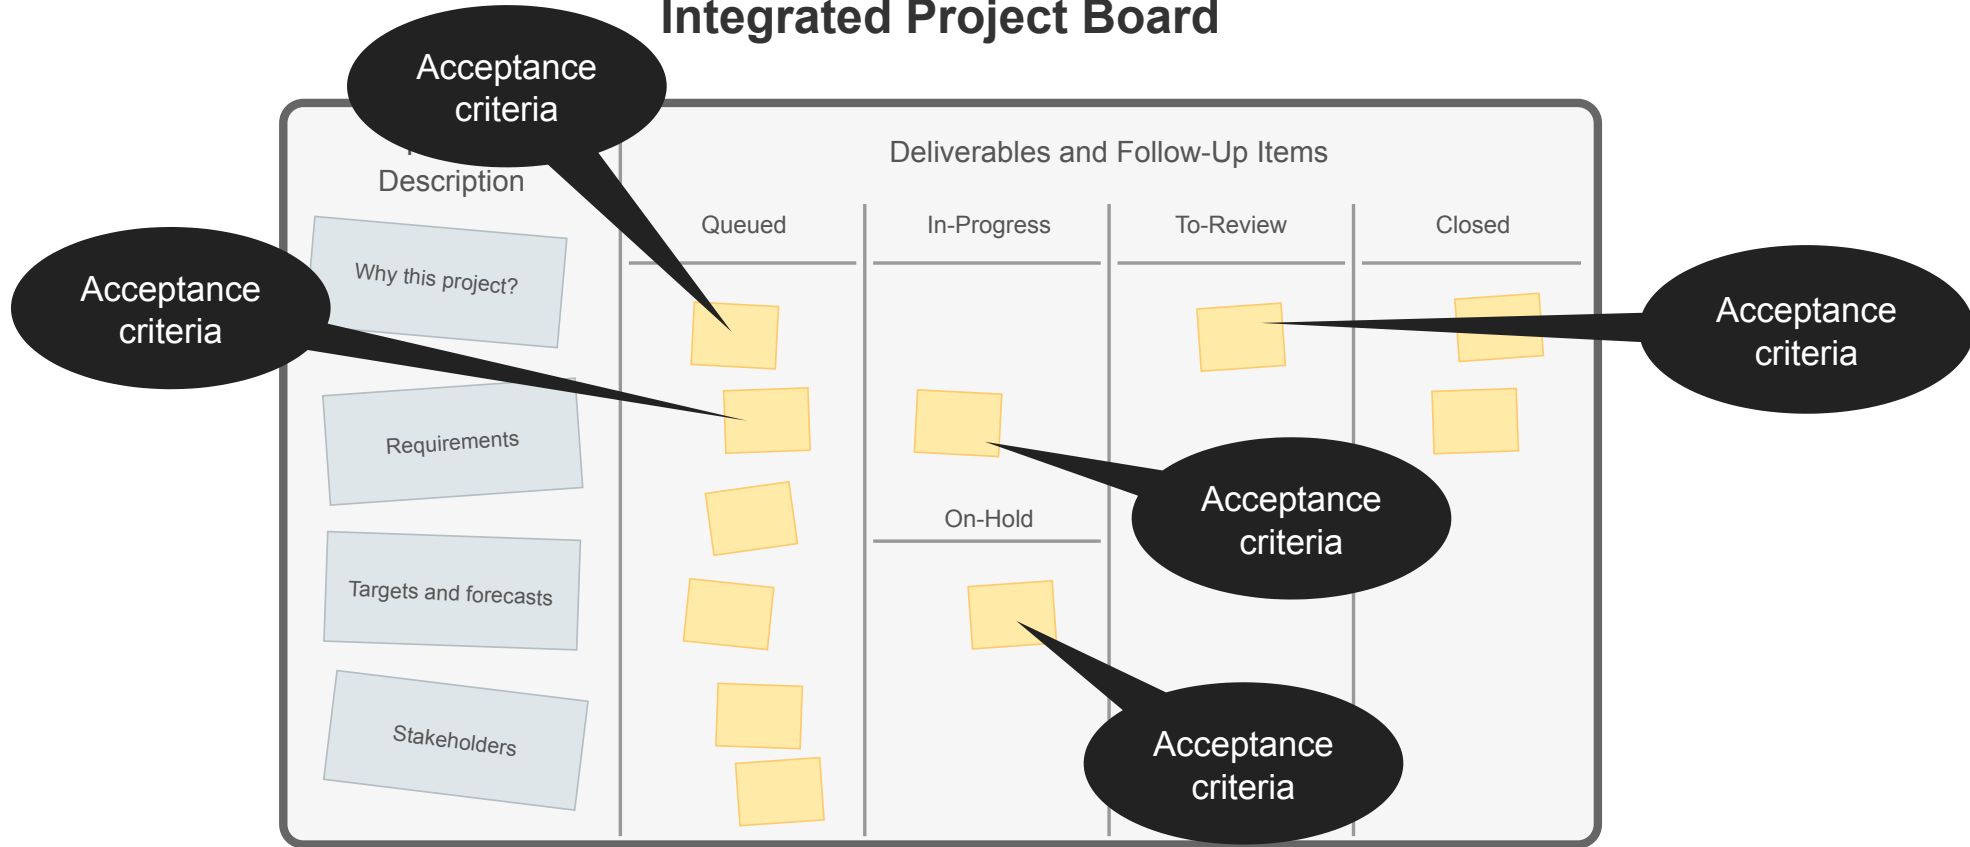 Integrated Project Board
Acceptance
criteria
Description
Deliverables and Follow-Up Items
Queued
In-Progress
To-Review
Closed
Why this project?
Acceptance
criteria
Acceptance
criteria
Requirements
Acceptance
criteria
On-Hold
Targets and forecasts
Stakeholders
Acceptance
criteria